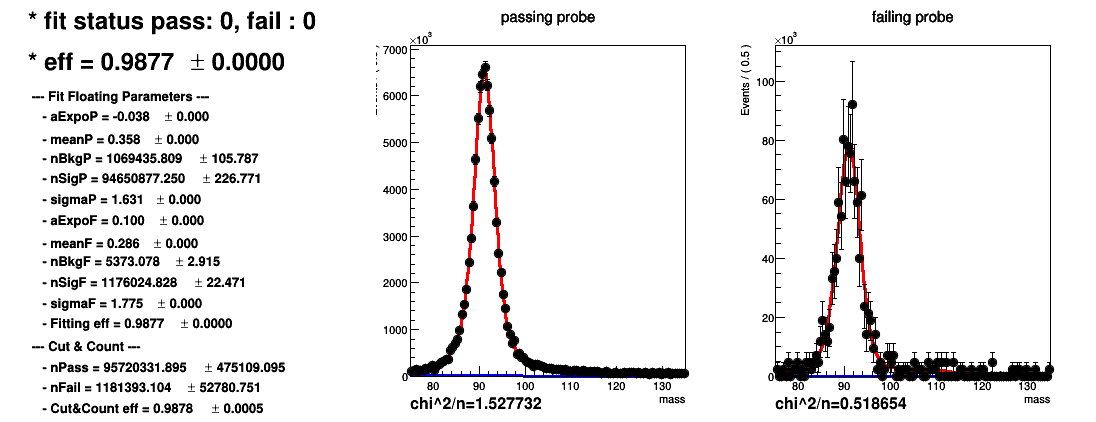 * fit status pass: 0, fail : 0
* eff = 0.9877 ± 0.0000
--- Fit Floating Parameters ---
- aExpoP = -0.038 ± 0.000
- meanP = 0.358 ± 0.000
- nBkgP = 1069435.809 ± 105.787
- nSigP = 94650877.250 ± 226.771
- sigmaP = 1.631 ± 0.000
- aExpoF = 0.100 ± 0.000
- meanF = 0.286 ± 0.000
- nBkgF = 5373.078 ± 2.915
- nSigF = 1176024.828 ± 22.471
- sigmaF = 1.775 ± 0.000
- Fitting eff = 0.9877 ± 0.0000
--- Cut & Count ---
- nPass = 95720331.895 ± 475109.095
- nFail = 1181393.104 ± 52780.751
- Cut&Count eff = 0.9878 ± 0.0005
passing probe
×10³
7000
6000
5000
4000
3000
2000
1000
0
80 90 100 110 120 130
mass
chi^2/n=1.527732
failing probe
×10³
Events / ( 0.5 )
100
80
60
40
20
0
80 90 100 110 120 130
mass
chi^2/n=0.518654